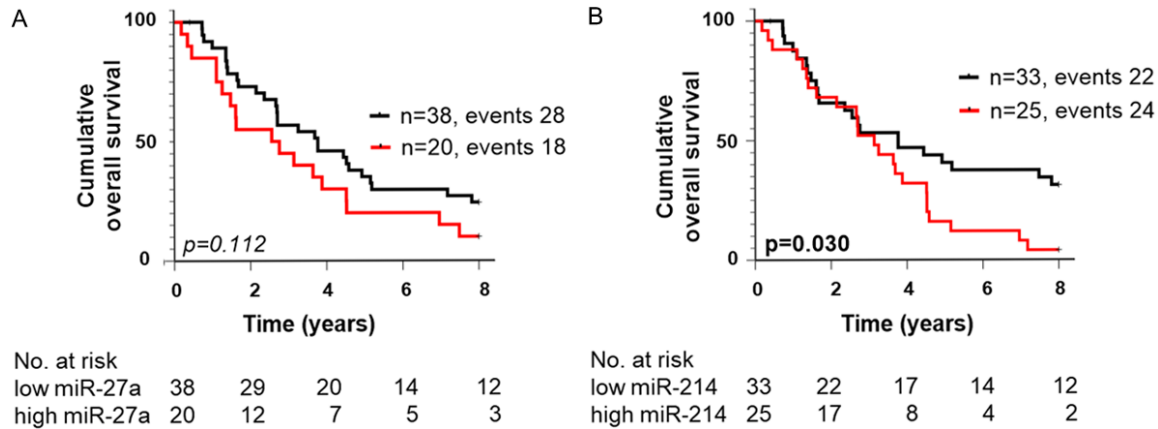 A
Cumulative
overall survival
100
50
0
n=38, events 28
n=20, events 18
p=0.112
0 2 4 6 8
Time (years)
No. at risk
low miR-27a 38 29 20 14 12
high miR-27a 20 12 7 5 3
B
Cumulative
overall survival
100
50
0
n=33, events 22
n=25, events 24
p=0.030
0 2 4 6 8
Time (years)
No. at risk
low miR-214 33 22 17 14 12
high miR-214 25 17 8 4 2